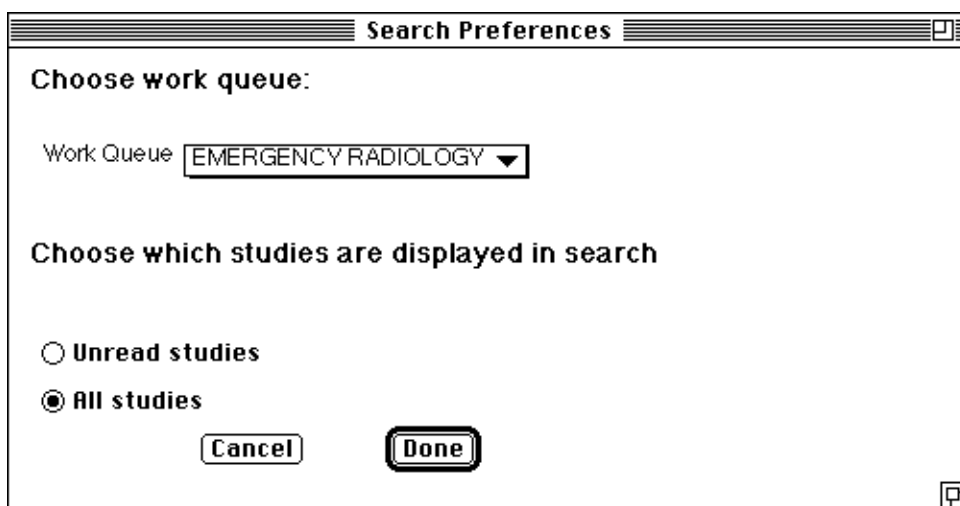 Search Preferences
Choose work queue:
Work Queue EMERGENCY RADIOLOGY
Choose which studies are displayed in search
Unread studies
All studies
Cancel Done